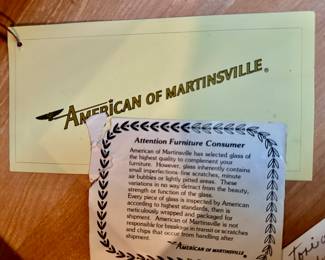 AMERICAN OF MARTINSVILLE®
Attention Furniture Consumer
American of Martinsville has selected glass of
the highest quality to complement your
furniture. However, glass inherently contains
small imperfections-fine scratches, minute
air bubbles or lightly pitted areas. These
variations in no way detract from the beauty,
strength or function of the glass.
Every piece of glass is inspected by American
according to highest standards, then is
meticulously wrapped and packaged for
shipment. American of Martinsville is not
responsible for breakage in transit or scratches
and chips that occur from handling after
shipment.
AMERICAN OF MARTINSVILLE